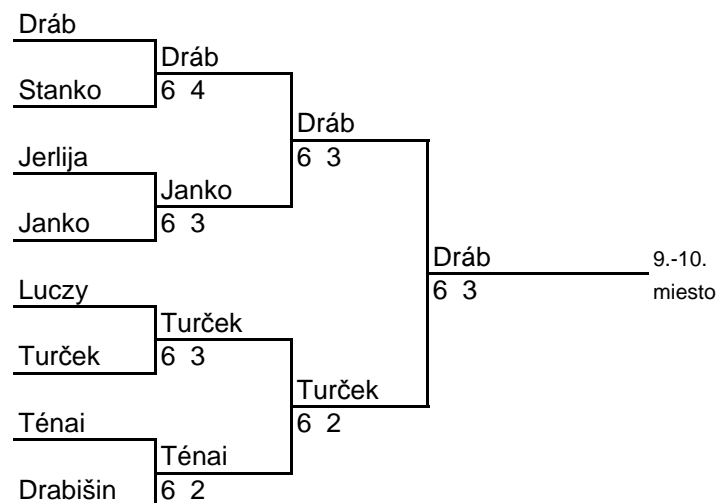 Dráb
Dráb
Stanko
6 4
Dráb
Jerlija
6 3
Janko
Janko
6 3
Dráb
9.-10.
Luczy
6 3
miesto
Turček
Turček
6 3
Turček
Ténai
6 2
Ténai
Drabišin
6 2